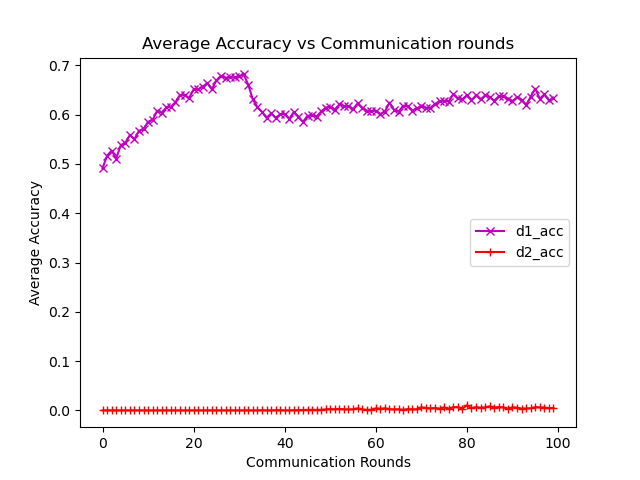 Average Accuracy vs Communication rounds
0.7
0.6
0.5
0.4
0.3
0.2
0.1
0.0
Average Accuracy
d1_acc
d2_acc
0 20 40 60 80 100
Communication Rounds